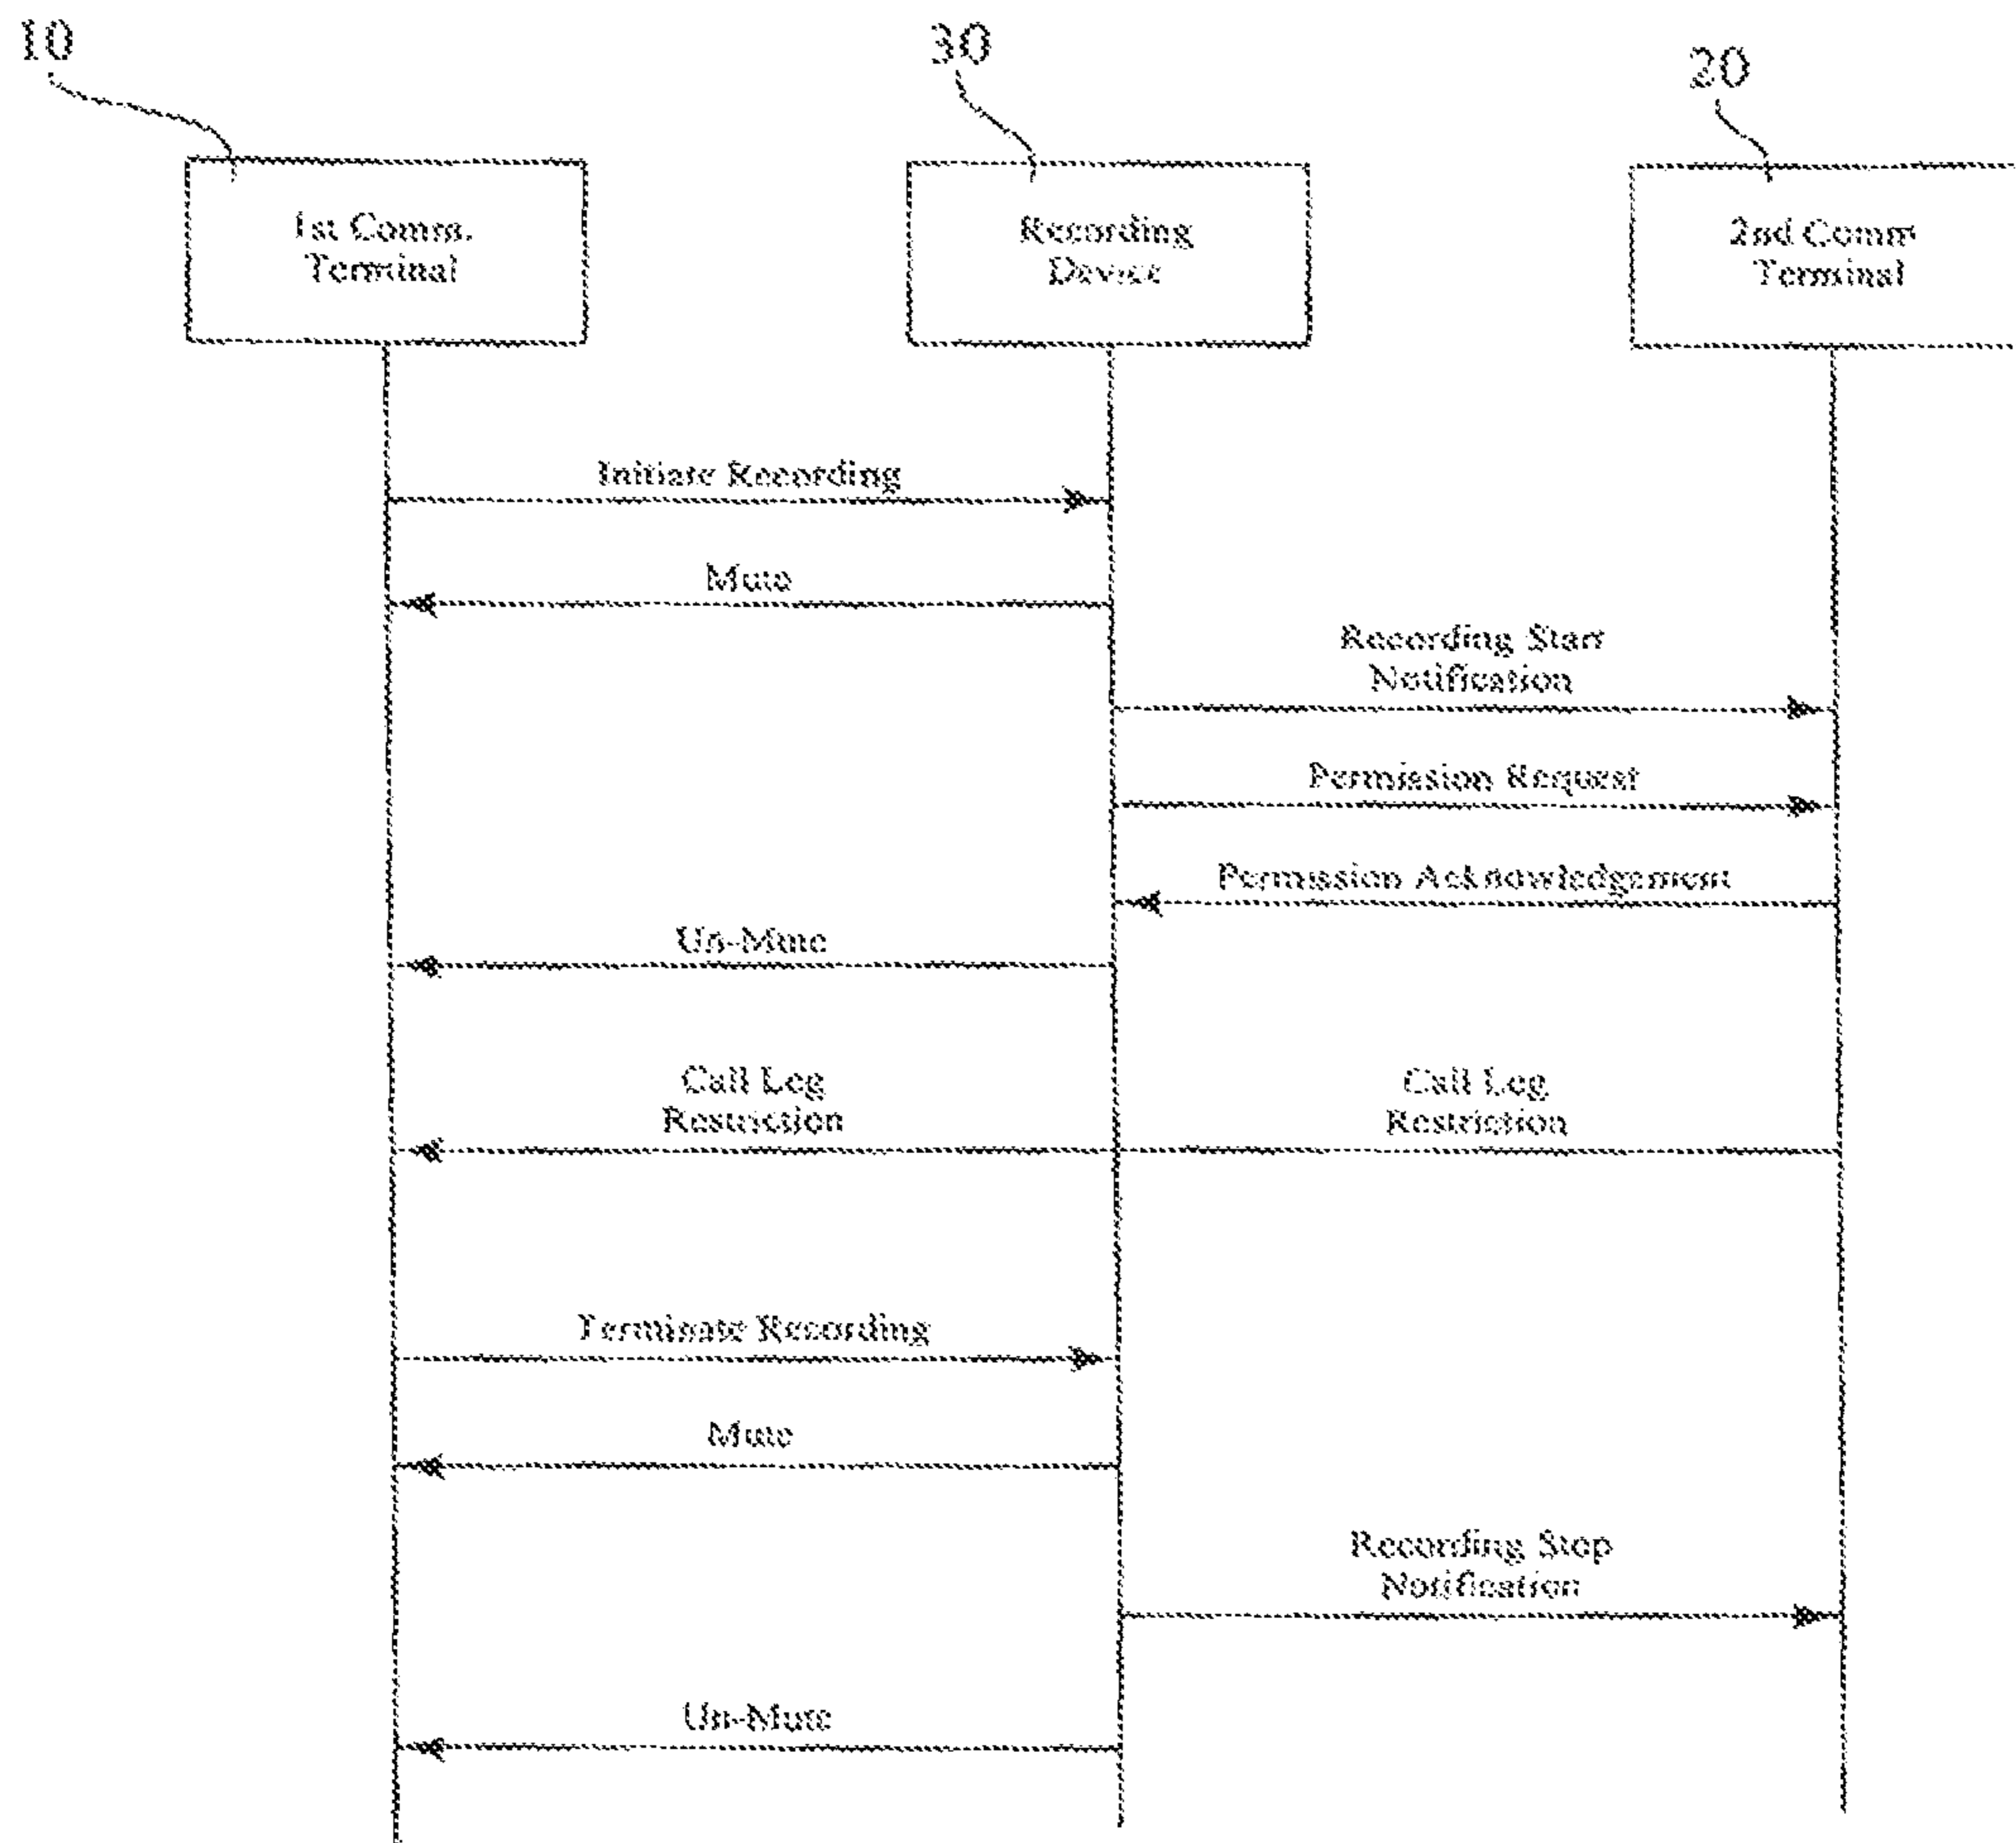 10
30
20
1st Comm.
Terminal
Recording
Device
2nd Comm
Terminal
Initiate Recording
Mute
Recording Start
Notification
Permission Request
Permission Acknowledgement
Un-Mute
Call Leg
Restriction
Call Leg
Restriction
Terminate Recording
Mute
Recording Stop
Notification
Un-Mute